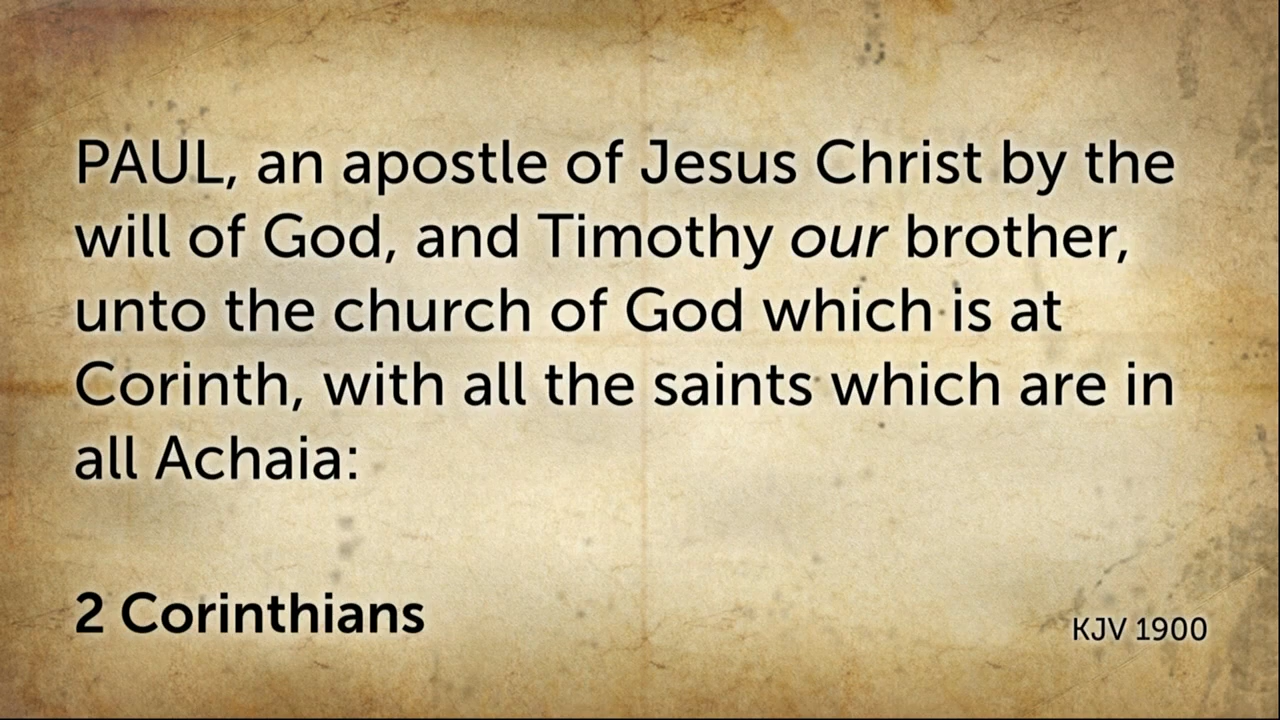 PAUL, an apostle of Jesus Christ by the
will of God, and Timothy our brother,
unto the church of God which is at
Corinth, with all the saints which are in
all Achaia:
2 Corinthians
KJV 1900